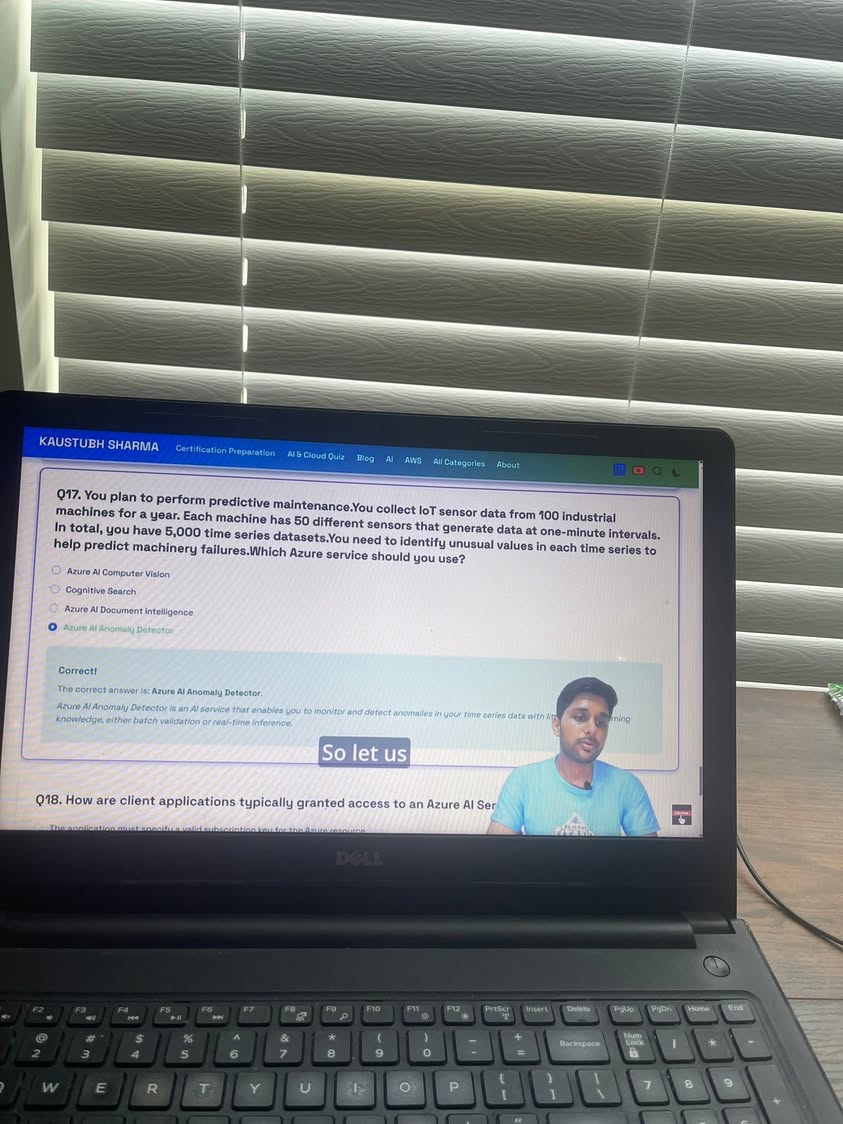 KAUSTUBH SHARMA Certification Preparation AI & Cloud Quiz Blog AI AWS All Categories About
Q17. You plan to perform predictive maintenance.You collect IoT sensor data from 100 industrial
machines for a year. Each machine has 50 different sensors that generate data at one-minute intervals.
In total, you have 5,000 time series datasets.You need to identify unusual values in each time series to
help predict machinery failures.Which Azure service should you use?
Azure AI Computer Vision
Cognitive Search
Azure AI Document Intelligence
Azure AI Anomaly Detector
Correct!
The correct answer is: Azure AI Anomaly Detector.
Azure AI Anomaly Detector is an AI service that enables you to monitor and detect anomalies in your time series data with
knowledge, either batch validation or real-time inference.
So let us
Q18. How are client applications typically granted access to an Azure AI Ser
The application must specify a valid subscription key for the Azure resource
DELL
F2 F3 F4 F5 F6 F7 F8 F9 F10 F11 F12 PrtScr Insert Delete PgUp PgDn Home End
@ # $ % ^ & * ( ) - + Backspace Num Lock / * -
2 3 4 5 6 7 8 9 0 - =
W E R T Y U I O P { } | 7 8 9 +
[ ] \
"